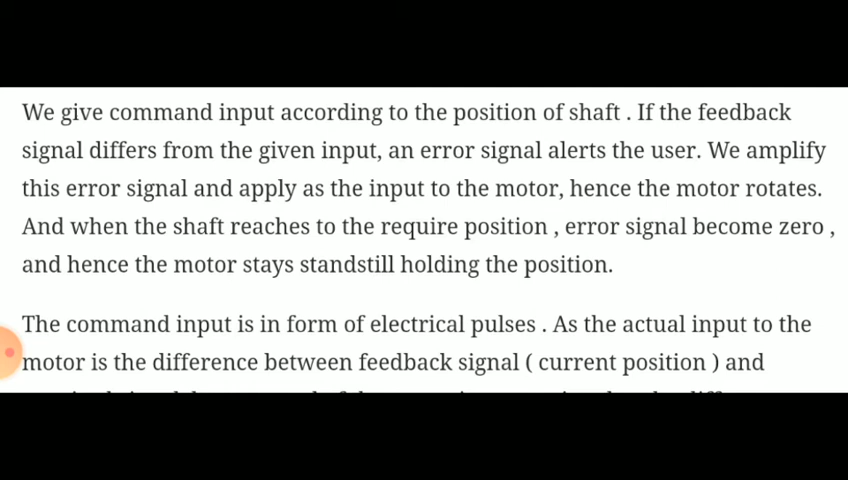 We give command input according to the position of shaft . If the feedback
signal differs from the given input, an error signal alerts the user. We amplify
this error signal and apply as the input to the motor, hence the motor rotates.
And when the shaft reaches to the require position , error signal become zero ,
and hence the motor stays standstill holding the position.
The command input is in form of electrical pulses . As the actual input to the
motor is the difference between feedback signal ( current position ) and